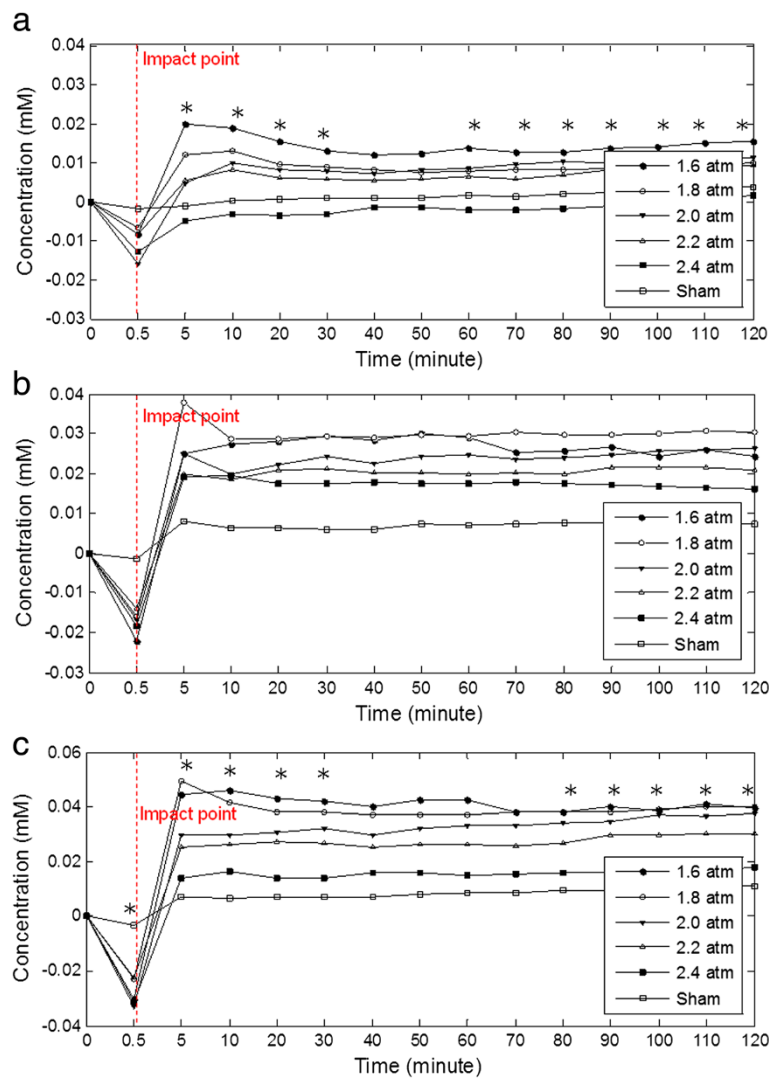 a
0.04
0.03
0.02
0.01
0
-0.01
-0.02
-0.03
Concentration (mM)
Impact point
* * * * * * * * * * *
1.6 atm
1.8 atm
2.0 atm
2.2 atm
2.4 atm
Sham
0 0.5 5 10 20 30 40 50 60 70 80 90 100 110 120
Time (minute)
b
0.04
0.03
0.02
0.01
0
-0.01
-0.02
-0.03
Concentration (mM)
Impact point
1.6 atm
1.8 atm
2.0 atm
2.2 atm
2.4 atm
Sham
0 0.5 5 10 20 30 40 50 60 70 80 90 100 110 120
Time (minute)
c
0.06
0.04
0.02
0
-0.02
-0.04
Concentration (mM)
* * * * * * * * *
Impact point
*
1.6 atm
1.8 atm
2.0 atm
2.2 atm
2.4 atm
Sham
0 0.5 5 10 20 30 40 50 60 70 80 90 100 110 120
Time (minute)